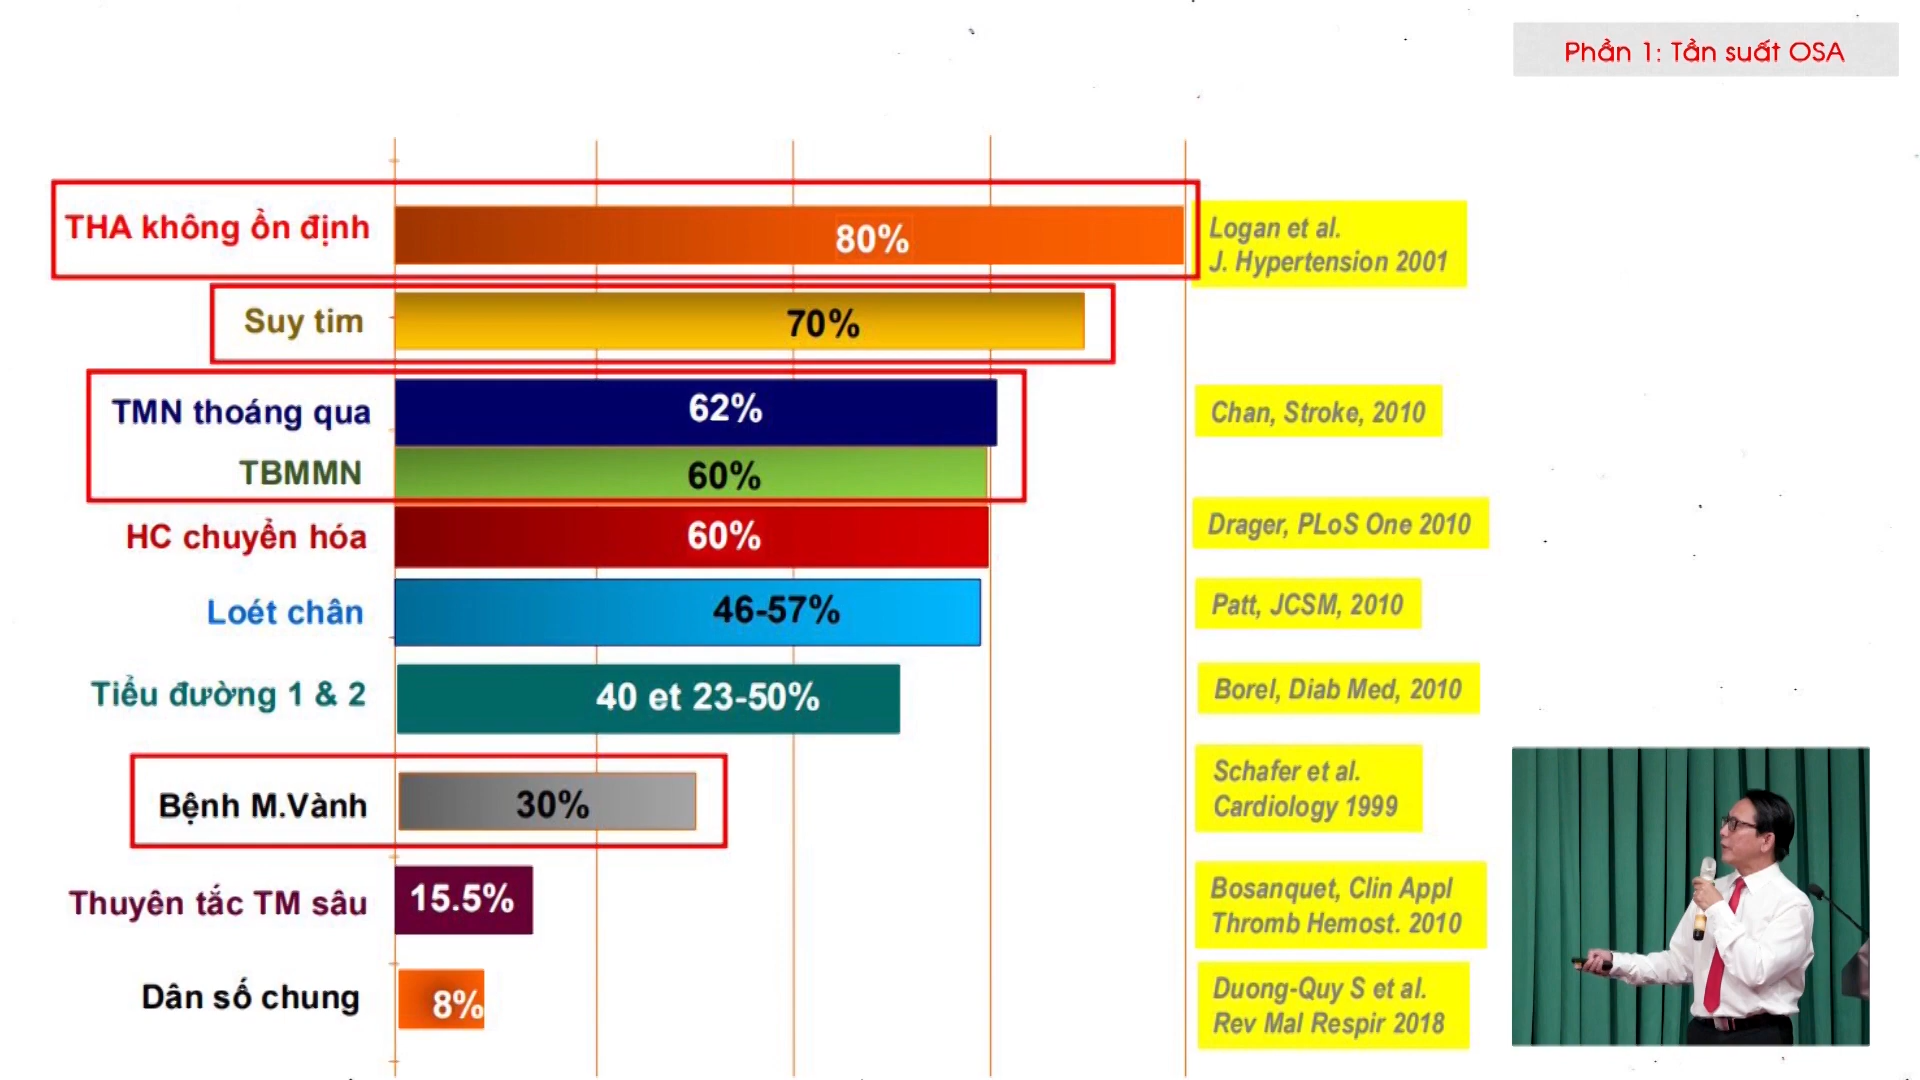 Phần 1: Tần suất OSA
THA không ổn định
80%
Logan et al.
J. Hypertension 2001
Suy tim
70%
TMN thoáng qua
62%
Chan, Stroke, 2010
TBMMN
60%
HC chuyển hóa
60%
Drager, PLoS One 2010
Loét chân
46-57%
Patt, JCSM, 2010
Tiểu đường 1 & 2
40 et 23-50%
Borel, Diab Med, 2010
Bệnh M.Vành
30%
Schafer et al.
Cardiology 1999
Thuyên tắc TM sâu
15.5%
Bosanquet, Clin Appl
Thromb Hemost. 2010
Dân số chung
8%
Duong-Quy S et al.
Rev Mal Respir 2018